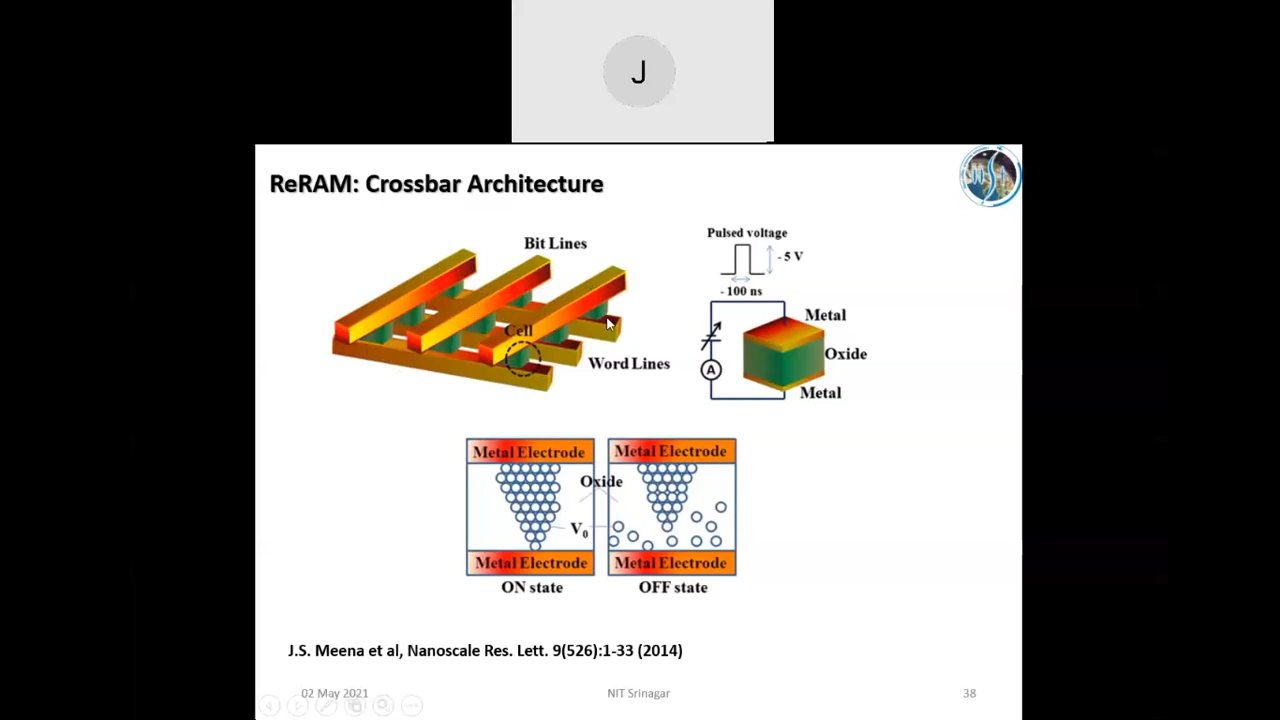 J
ReRAM: Crossbar Architecture
Bit Lines
Cell
Word Lines
Pulsed voltage
- 5 V
- 100 ns
A
Metal
Oxide
Metal
Metal Electrode
Metal Electrode
Oxide
V0
Metal Electrode
Metal Electrode
ON state
OFF state
J.S. Meena et al, Nanoscale Res. Lett. 9(526):1-33 (2014)
02 May 2021
NIT Srinagar
38